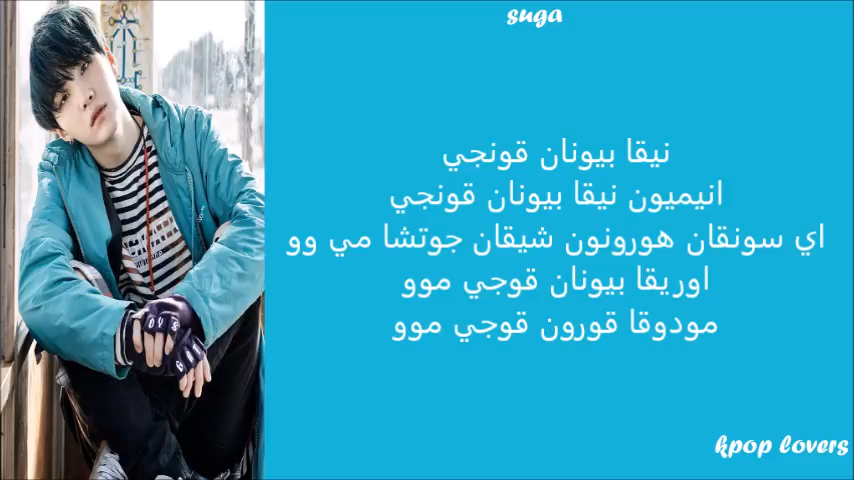 suga
نيقا بيونان قونجي
انيميون نيقا بيونان قونجي
اي سونقان هورونون شيقان جوتشا مي وو
اوريقا بيونان قوجي موو
مودوقا قورون قوجي موو
kpop lovers